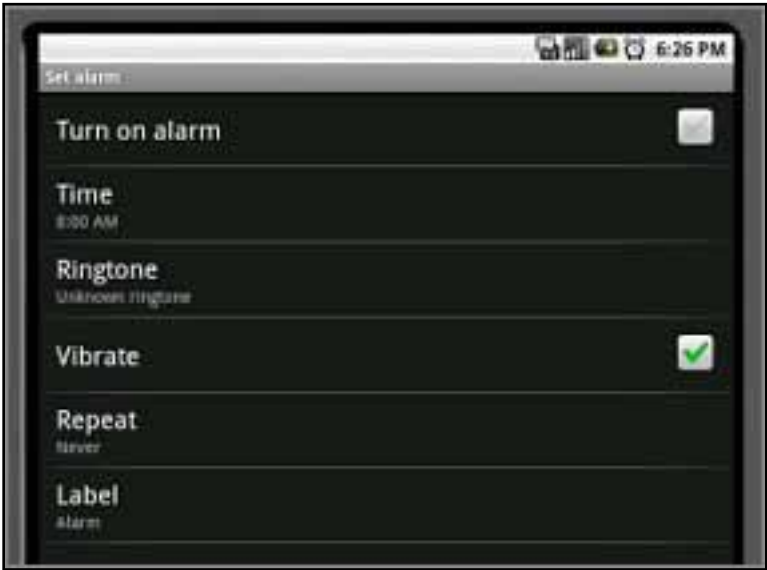 6:26 PM
Set alarm
Turn on alarm
Time
8:00 AM
Ringtone
Unknown ringtone
Vibrate
Repeat
Never
Label
Alarm